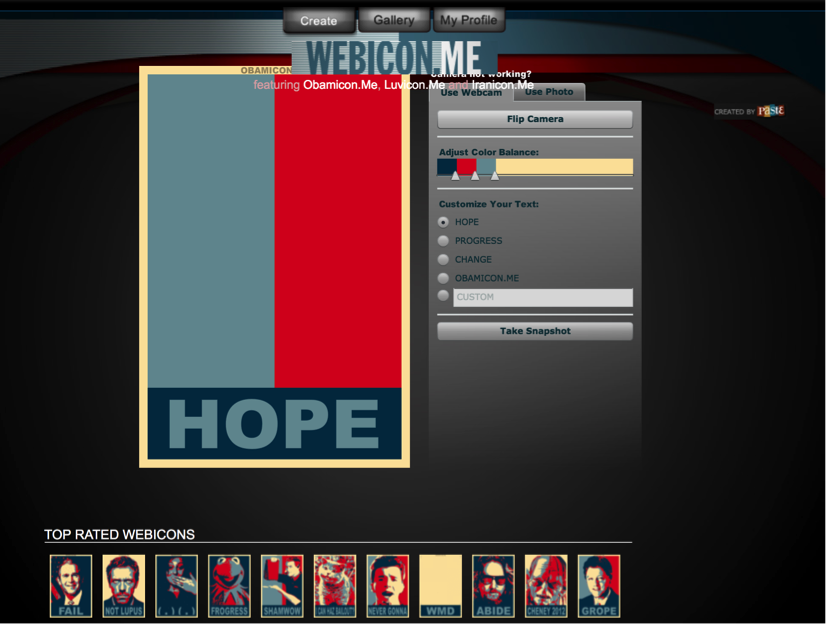 Create Gallery My Profile
WEBICON.ME
OBAMICON
Camera not working?
featuring Obamicon.Me, Luvicon.Me and Iranicon.Me
Use Webcam Use Photo
CREATED BY Paste
Flip Camera
Adjust Color Balance:
Customize Your Text:
HOPE
PROGRESS
CHANGE
OBAMICON.ME
CUSTOM
Take Snapshot
HOPE
TOP RATED WEBICONS
FAIL NOT LUPUS (.)(.) FROGRESS SHAMWOW I CAN HAZ BAILOUT? NEVER GONNA WMD ABIDE CHENEY 2012 GROPE